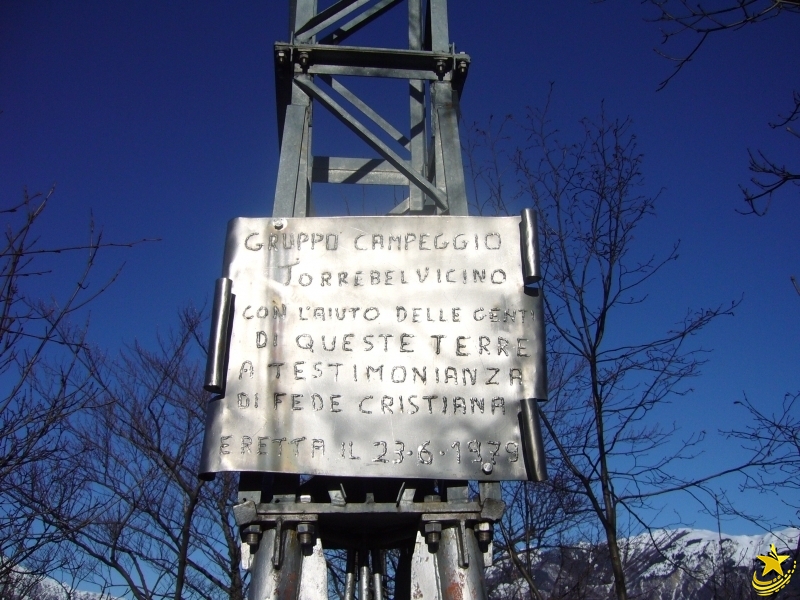 GRUPPO CAMPEGGIO
TORREBELVICINO
CON L'AIUTO DELLE GENTI
DI QUESTE TERRE
A TESTIMONIANZA
DI FEDE CRISTIANA
ERETTA IL 23·6·1979